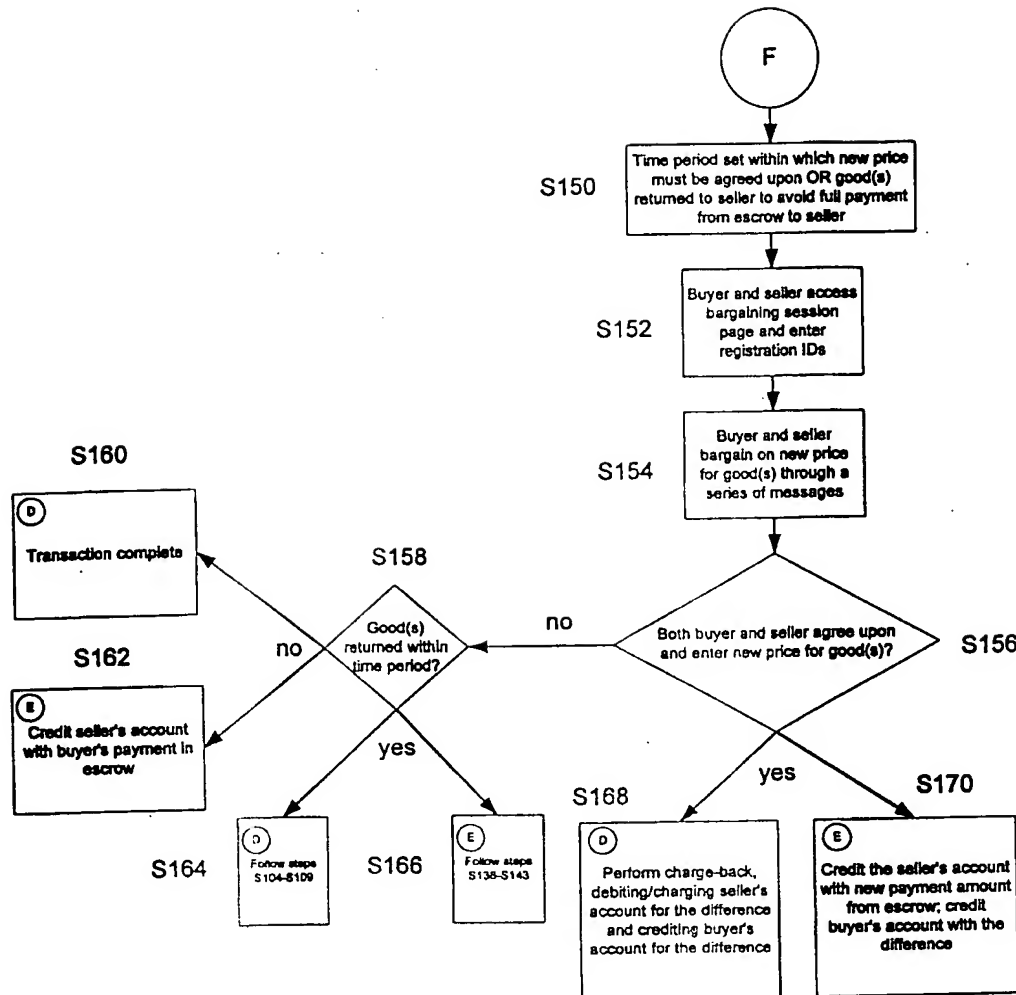 F
S150
Time period set within which new price
must be agreed upon OR good(s)
returned to seller to avoid full payment
from escrow to seller
S152
Buyer and seller access
bargaining session
page and enter
registration IDs
S154
Buyer and seller
bargain on new price
for good(s) through a
series of messages
S156
Both buyer and seller agree upon
and enter new price for good(s)?
no
yes
S158
Good(s)
returned within
time period?
no
yes
S160
D
Transaction complete
S162
E
Credit seller's account
with buyer's payment in
escrow
S164
D
Follow steps
S104-S109
S166
E
Follow steps
S138-S143
S168
D
Perform charge-back,
debiting/charging seller's
account for the difference
and crediting buyer's
account for the difference
S170
E
Credit the seller's account
with new payment amount
from escrow; credit
buyer's account with the
difference